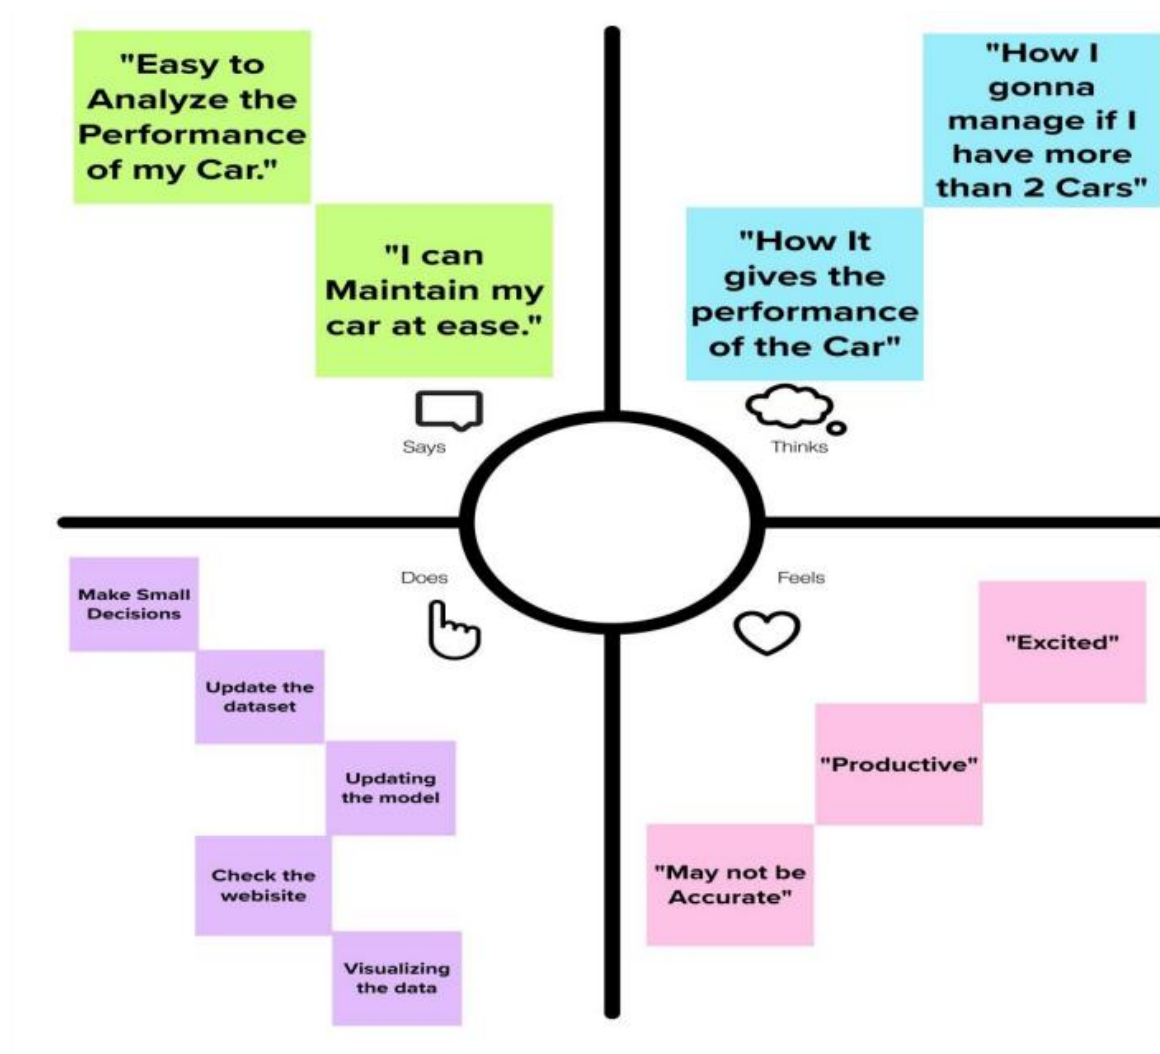 "Easy to
Analyze the
Performance
of my Car."
"I can
Maintain my
car at ease."
Says
"How I
gonna
manage if I
have more
than 2 Cars"
"How It
gives the
performance
of the Car"
Thinks
Does
Make Small
Decisions
Update the
dataset
Updating
the model
Check the
webisite
Visualizing
the data
Feels
"Excited"
"Productive"
"May not be
Accurate"